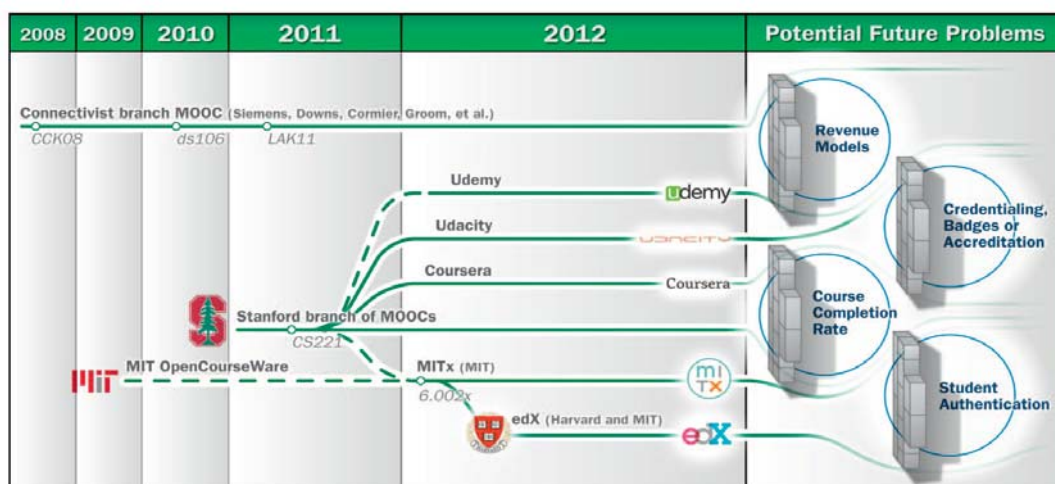 2008 2009 2010 2011 2012 Potential Future Problems
Connectivist branch MOOC (Siemens, Downs, Cormier, Groom, et al.)
CCK08 ds106 LAK11
Revenue
Models
Udemy
udemy
Credentialing,
Badges or
Accreditation
Udacity
UDACITY
Coursera
Coursera
Course
Completion
Rate
Stanford branch of MOOCs
S
CS221
MIT OpenCourseWare
MIT
MITx (MIT)
MITX
6.002x
Student
Authentication
edX (Harvard and MIT)
edX